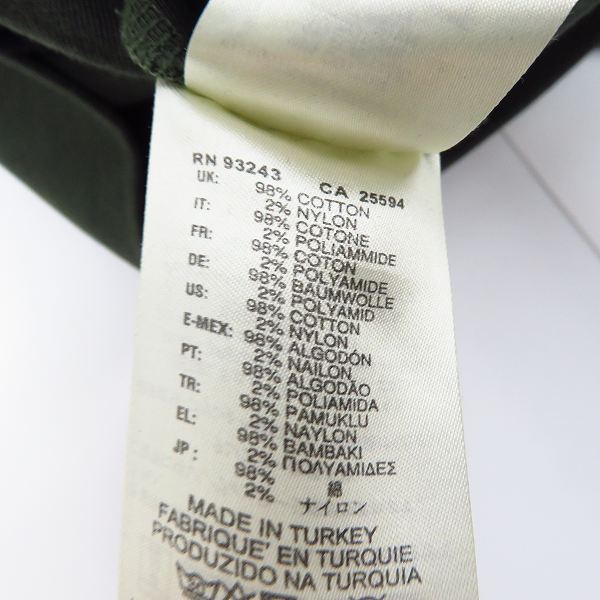 RN 93243 CA 25594
UK: 98% COTTON
2% NYLON
IT: 98% COTONE
2% POLIAMMIDE
FR: 98% COTON
2% POLYAMIDE
DE: 98% BAUMWOLLE
2% POLYAMID
US: 98% COTTON
2% NYLON
E-MEX: 98% ALGODÓN
2% NAILON
PT: 98% ALGODÃO
2% POLIAMIDA
TR: 98% PAMUKLU
2% NAYLON
EL: 98% BAMBAKI
2% ΠΟΛΥΑΜΙΔΕΣ
JP: 98% 綿
2% ナイロン
MADE IN TURKEY
FABRIQUE' EN TURQUIE
PRODUZIDO NA TURQUIA